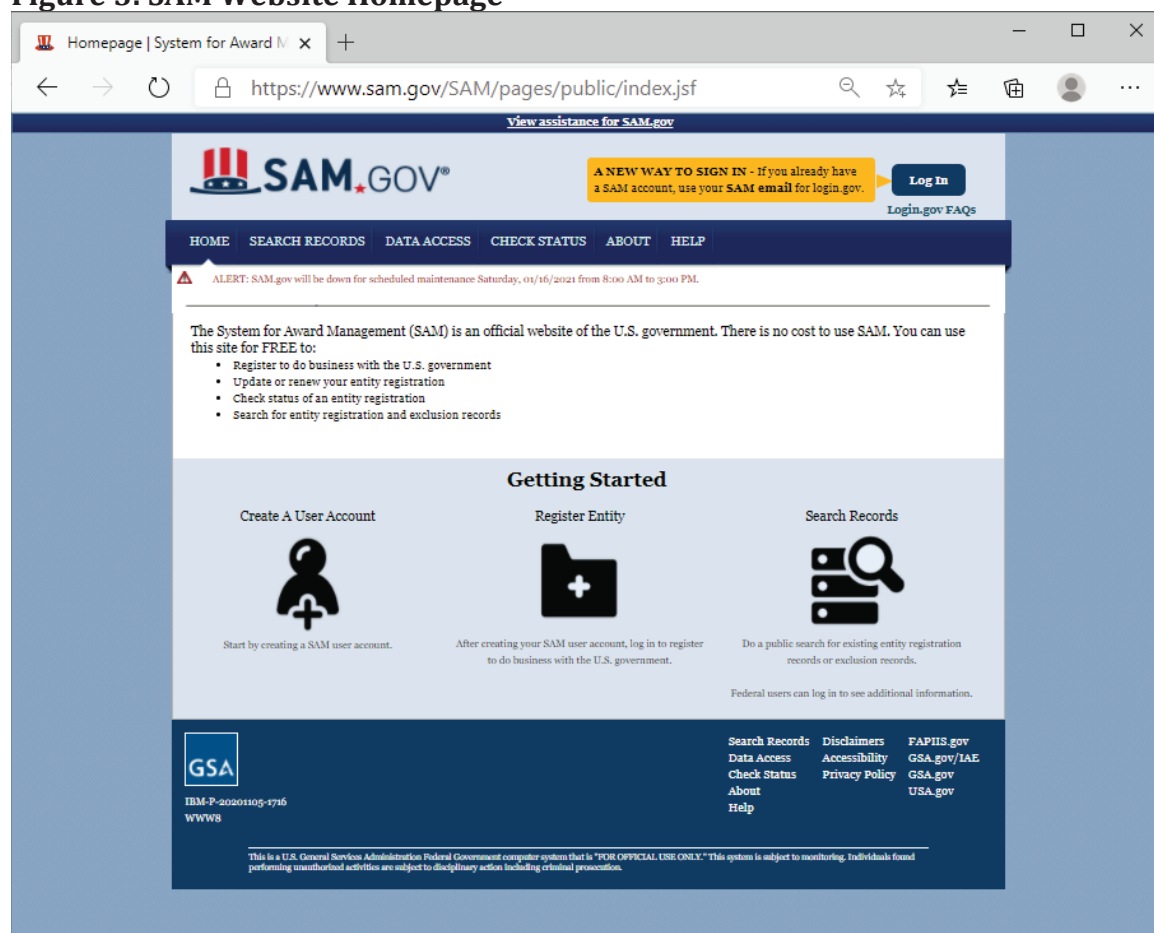 Figure 3: SAM Website Homepage
Homepage | System for Award M
https://www.sam.gov/SAM/pages/public/index.jsf
View assistance for SAM.gov
SAM.GOV®
A NEW WAY TO SIGN IN - If you already have
a SAM account, use your SAM email for login.gov.
Log In
Login.gov FAQs
HOME SEARCH RECORDS DATA ACCESS CHECK STATUS ABOUT HELP
ALERT: SAM.gov will be down for scheduled maintenance Saturday, 01/16/2021 from 8:00 AM to 3:00 PM.
The System for Award Management (SAM) is an official website of the U.S. government. There is no cost to use SAM. You can use
this site for FREE to:
• Register to do business with the U.S. government
• Update or renew your entity registration
• Check status of an entity registration
• Search for entity registration and exclusion records
Getting Started
Create A User Account
Start by creating a SAM user account.
Register Entity
After creating your SAM user account, log in to register
to do business with the U.S. government.
Search Records
Do a public search for existing entity registration
records or exclusion records.
Federal users can log in to see additional information.
GSA
IBM-P-20201105-1716
WWW8
Search Records
Data Access
Check Status
About
Help
Disclaimers
Accessibility
Privacy Policy
FAPIIS.gov
GSA.gov/IAE
GSA.gov
USA.gov
This is a U.S. General Services Administration Federal Government computer system that is "FOR OFFICIAL USE ONLY." This system is subject to monitoring. Individuals found
performing unauthorized activities are subject to disciplinary action including criminal prosecution.